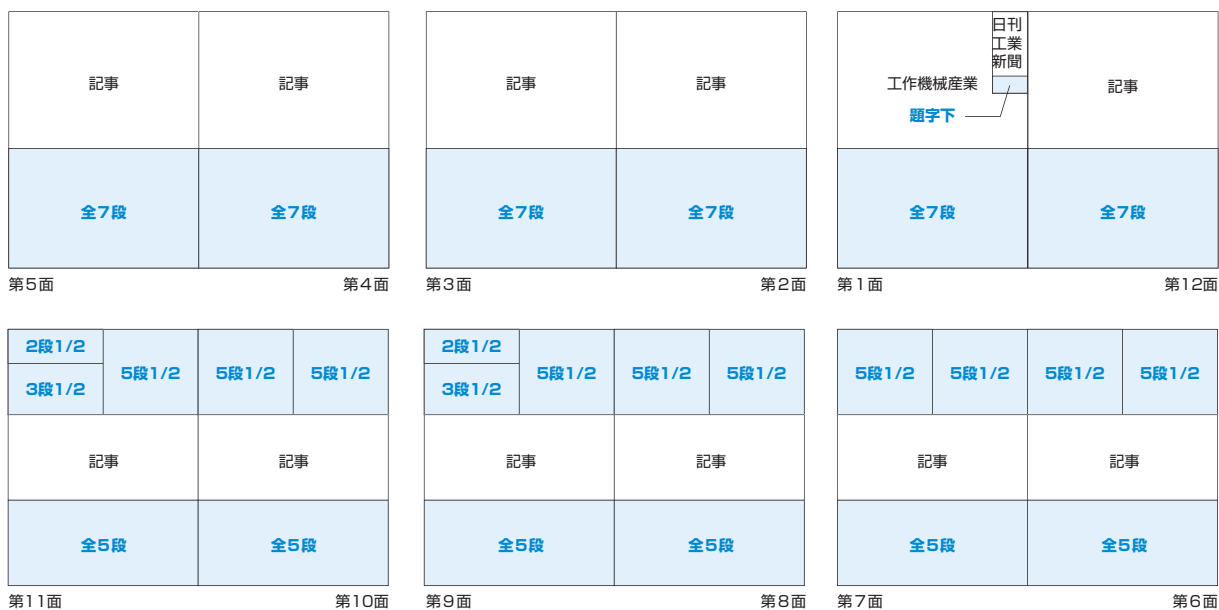 記事
記事
全7段
全7段
第5面
第4面
記事
記事
全7段
全7段
第3面
第2面
日刊
工業
新聞
工作機械産業
題字下
記事
全7段
全7段
第1面
第12面
2段1/2
3段1/2
5段1/2
5段1/2
5段1/2
記事
記事
全5段
全5段
第11面
第10面
2段1/2
3段1/2
5段1/2
5段1/2
5段1/2
記事
記事
全5段
全5段
第9面
第8面
5段1/2
5段1/2
5段1/2
5段1/2
記事
記事
全5段
全5段
第7面
第6面